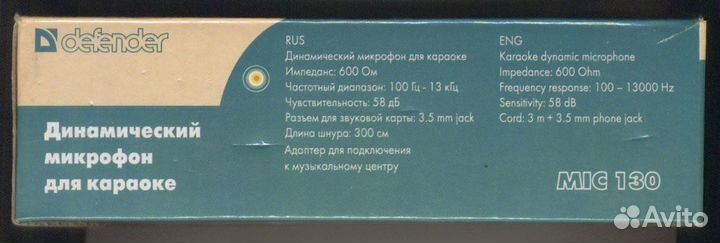 defender
Динамический
микрофон
для караоке
RUS
Динамический микрофон для караоке
Импеданс: 600 Ом
Частотный диапазон: 100 Гц - 13 кГц
Чувствительность: 58 дБ
Разъем для звуковой карты: 3.5 mm jack
Длина шнура: 300 см
Адаптер для подключения
к музыкальному центру
ENG
Karaoke dynamic microphone
Impedance: 600 Ohm
Frequency response: 100 – 13000 Hz
Sensitivity: 58 dB
Cord: 3 m + 3.5 mm phone jack
MIC 130
Avito